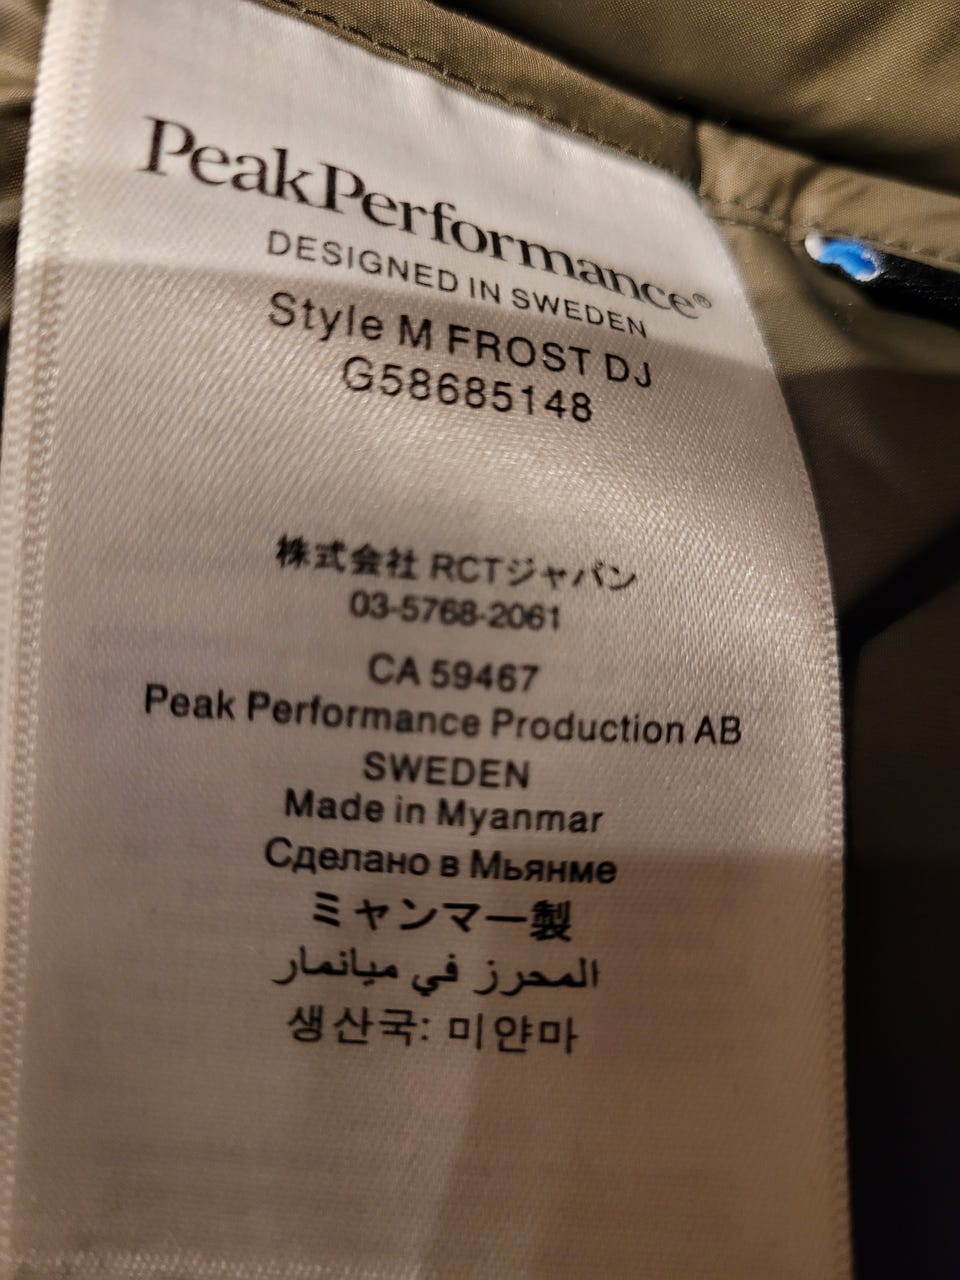 PeakPerformance®
DESIGNED IN SWEDEN
Style M FROST DJ
G58685148
株式会社 RCTジャパン
03-5768-2061
CA 59467
Peak Performance Production AB
SWEDEN
Made in Myanmar
Сделано в Мьянме
ミャンマー製
المحرز في ميانمار
생산국: 미얀마